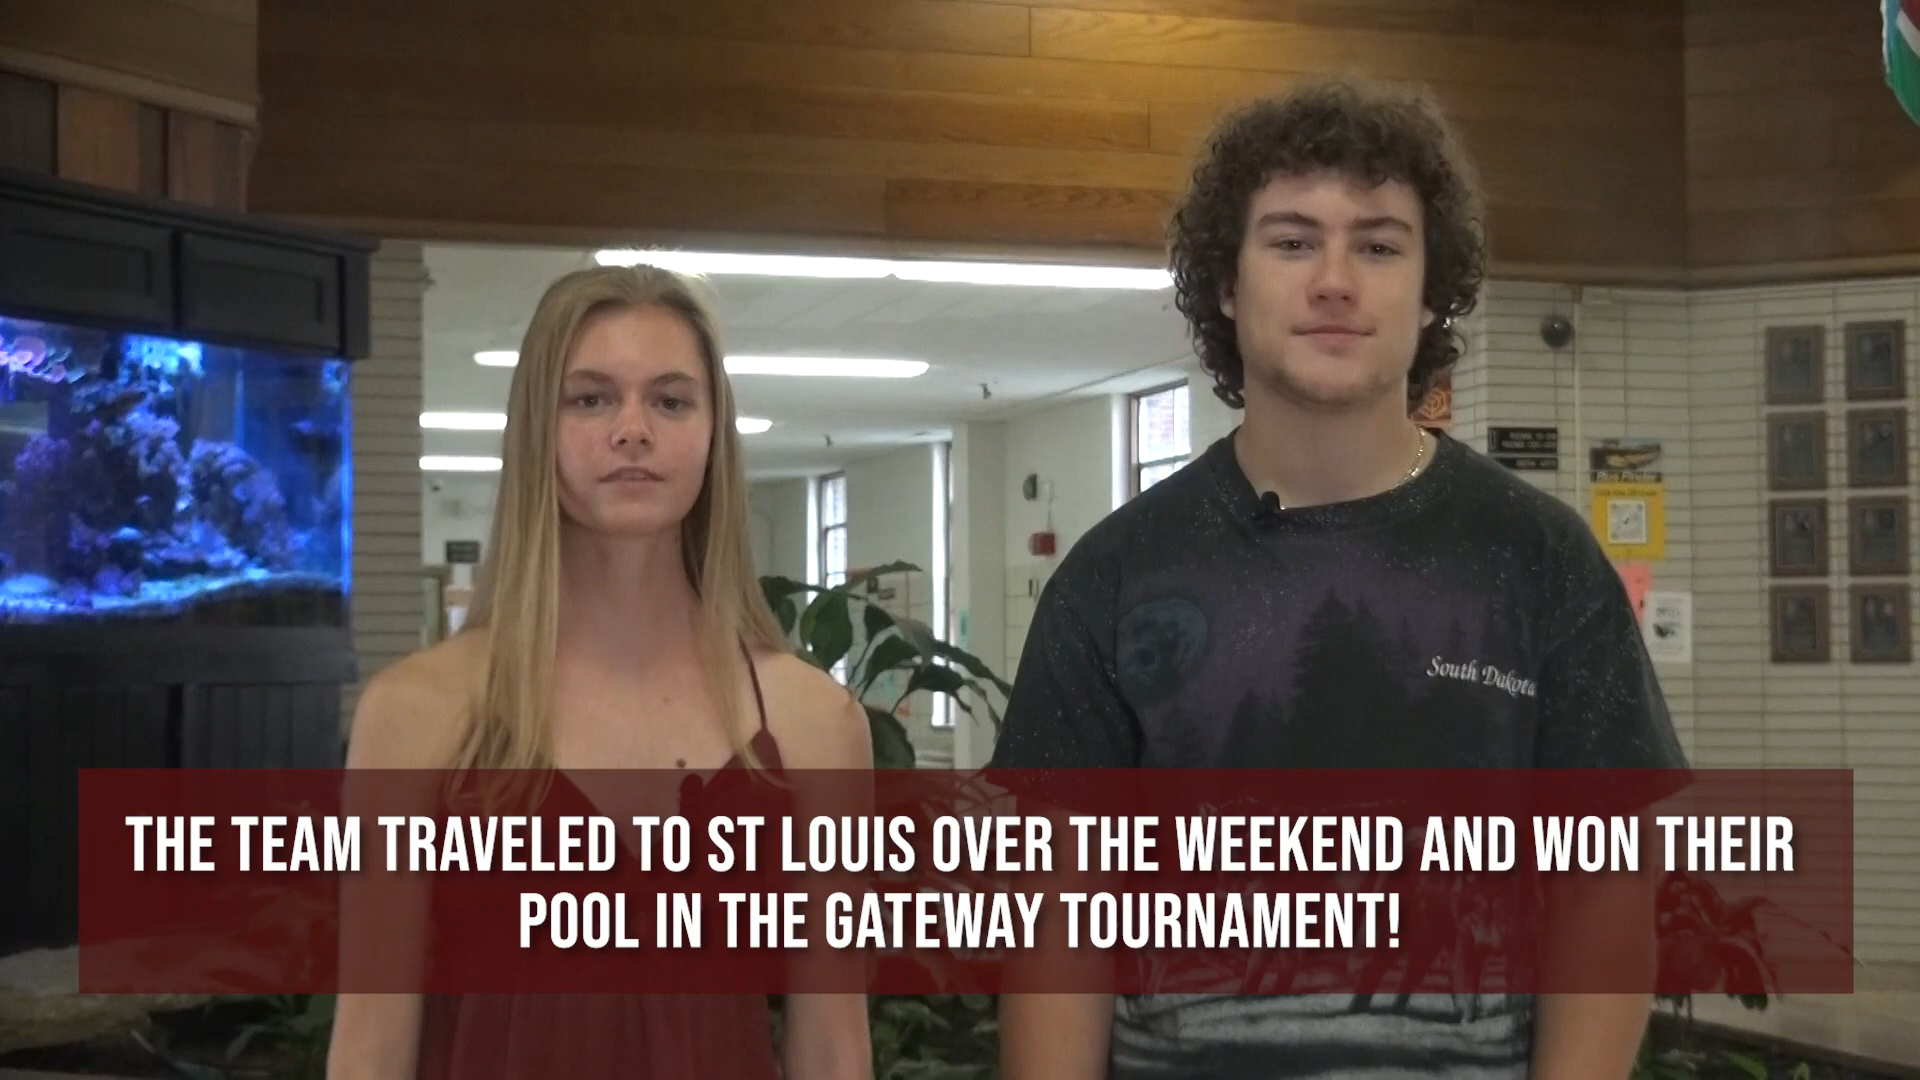 South Dakota
THE TEAM TRAVELED TO ST LOUIS OVER THE WEEKEND AND WON THEIR
POOL IN THE GATEWAY TOURNAMENT!